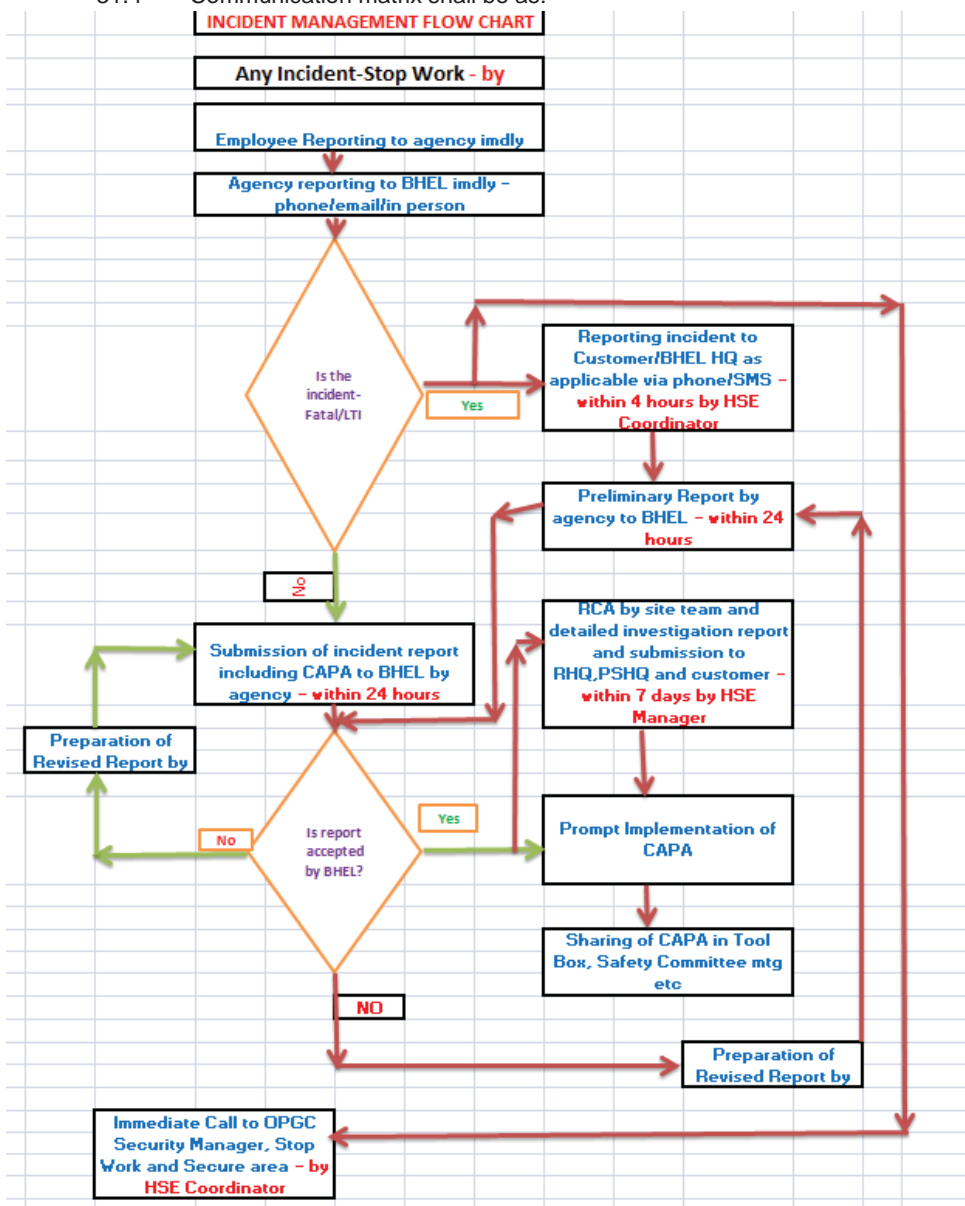 INCIDENT MANAGEMENT FLOW CHART
Any Incident-Stop Work - by
Employee Reporting to agency imdly
Agency reporting to BHEL imdly –
phone/email/in person
Is the
incident-
Fatal/LTI
Yes
Reporting incident to
Customer/BHEL HQ as
applicable via phone/SMS –
within 4 hours by HSE
Coordinator
Preliminary Report by
agency to BHEL – within 24
hours
No
Submission of incident report
including CAPA to BHEL by
agency – within 24 hours
RCA by site team and
detailed investigation report
and submission to
RHQ,PSHQ and customer –
within 7 days by HSE
Manager
Preparation of
Revised Report by
No
Is report
accepted
by BHEL?
Yes
Prompt Implementation of
CAPA
Sharing of CAPA in Tool
Box, Safety Committee mtg
etc
NO
Preparation of
Revised Report by
Immediate Call to OPGC
Security Manager, Stop
Work and Secure area – by
HSE Coordinator